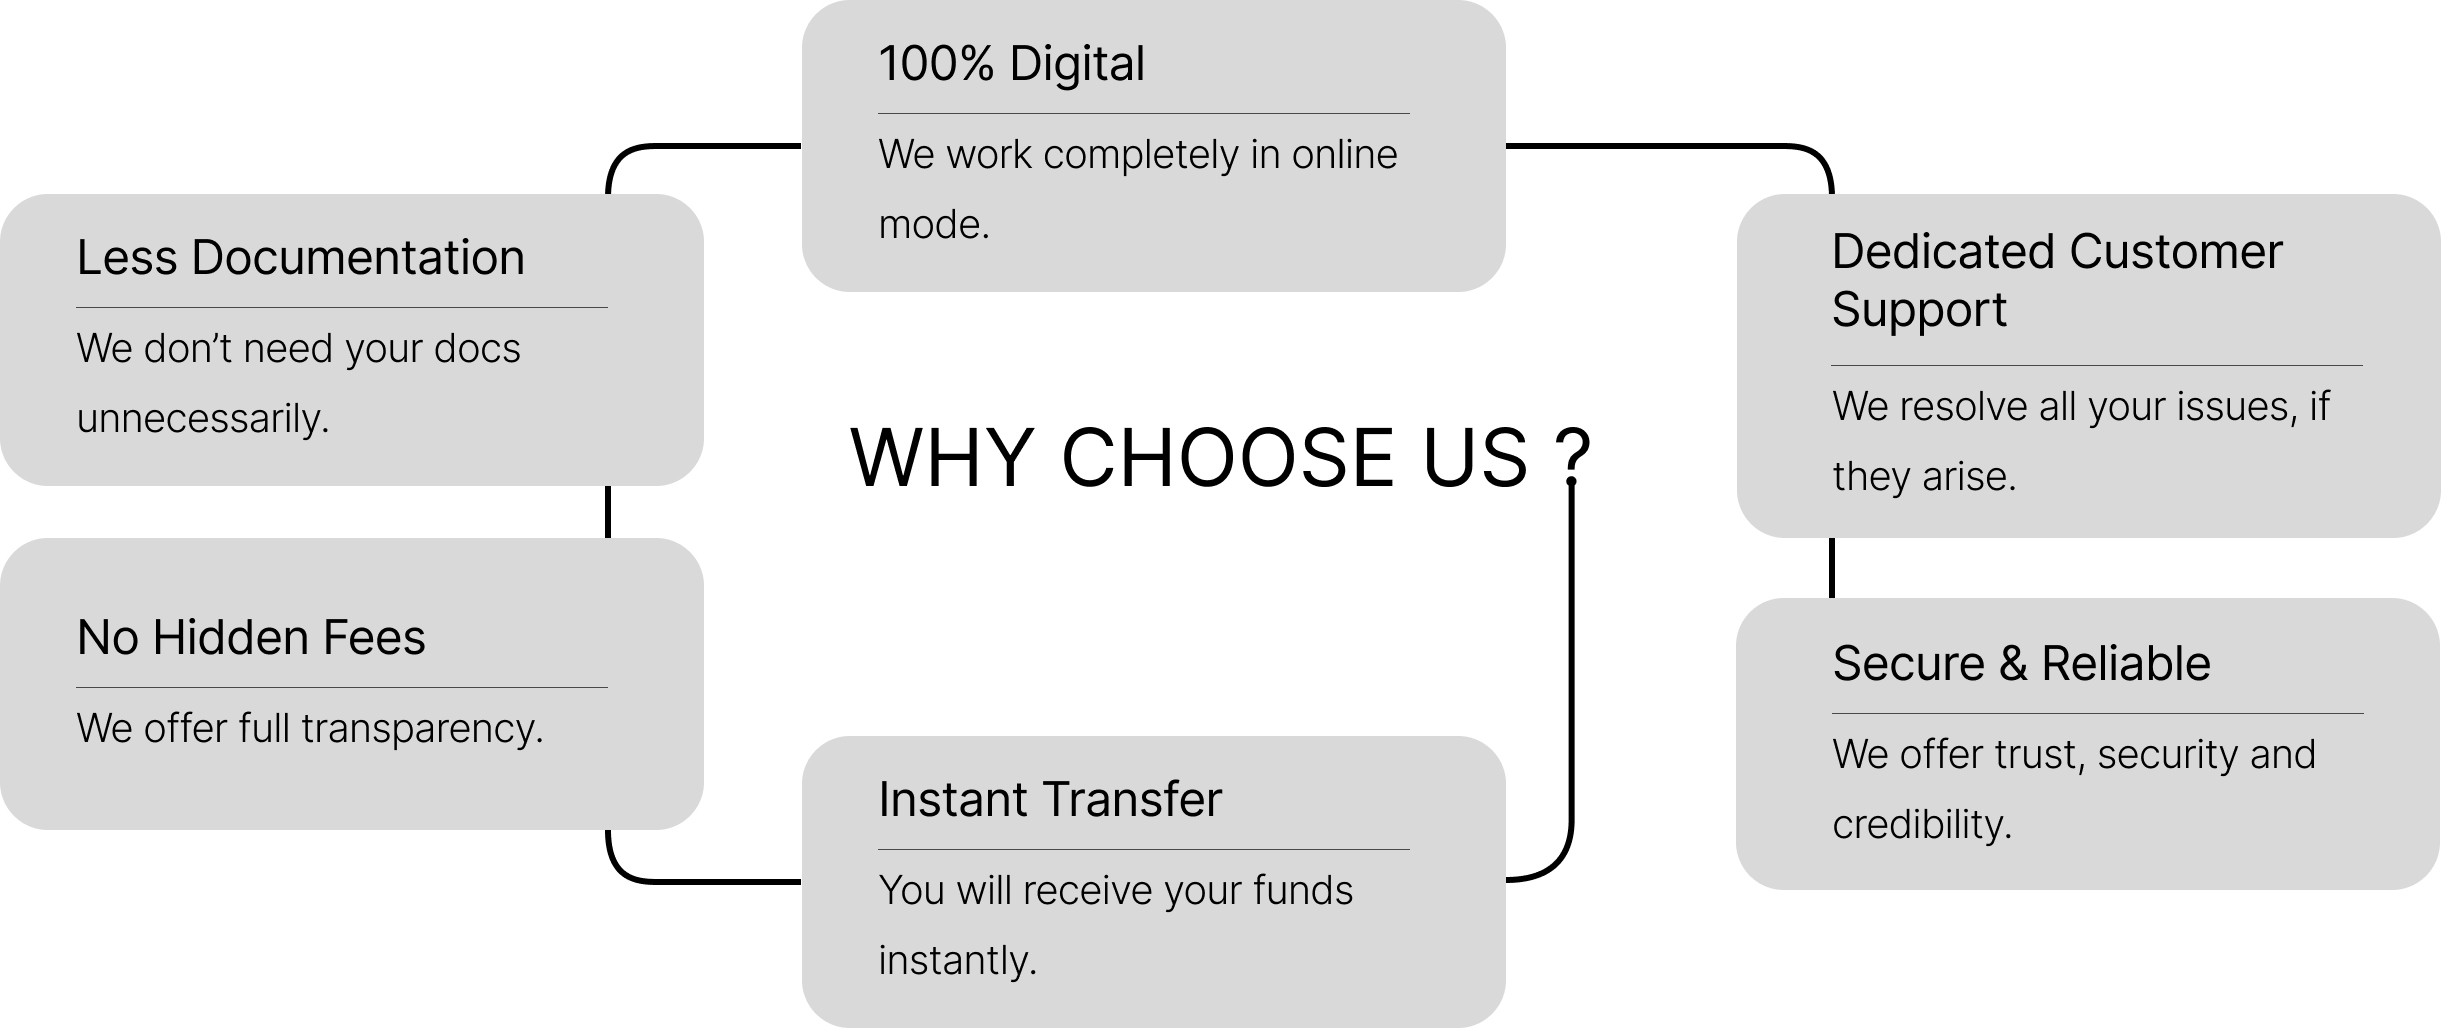 100% Digital
We work completely in online
mode.
Less Documentation
We don’t need your docs
unnecessarily.
Dedicated Customer
Support
We resolve all your issues, if
they arise.
WHY CHOOSE US ?
No Hidden Fees
We offer full transparency.
Secure & Reliable
We offer trust, security and
credibility.
Instant Transfer
You will receive your funds
instantly.